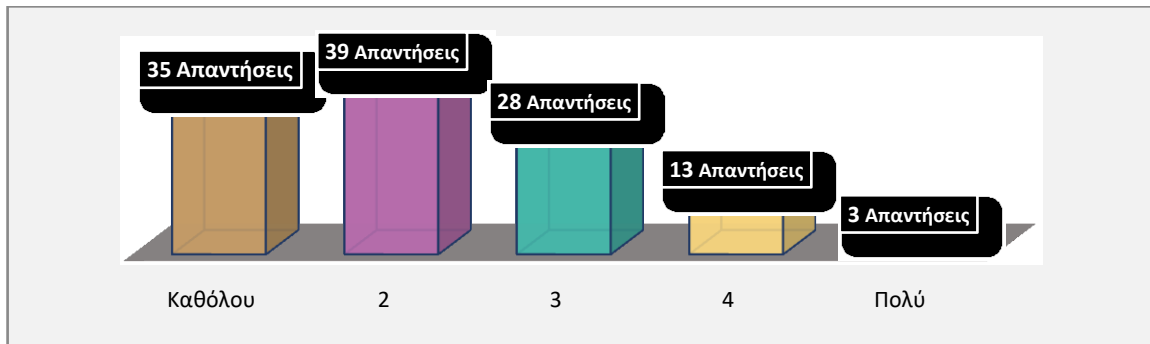 35 Απαντήσεις
39 Απαντήσεις
28 Απαντήσεις
13 Απαντήσεις
3 Απαντήσεις
Καθόλου 2 3 4 Πολύ